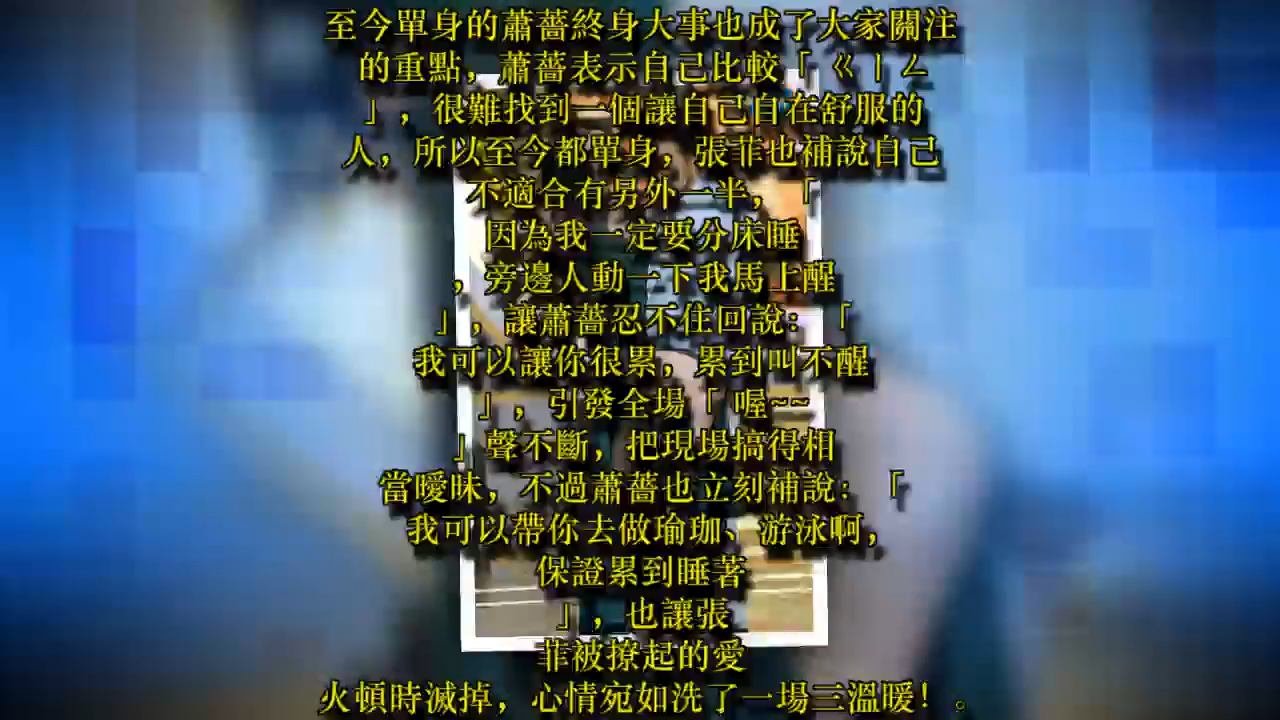 至今單身的蕭薔終身大事也成了大家關注
的重點，蕭薔表示自己比較「ㄍㄧㄥ
」，很難找到一個讓自己自在舒服的
人，所以至今都單身，張菲也補說自己
不適合有另外一半，「
因為我一定要分床睡
，旁邊人動一下我馬上醒
」，讓蕭薔忍不住回說：「
我可以讓你很累，累到叫不醒
」，引發全場「喔~~
」聲不斷，把現場搞得相
當曖昧，不過蕭薔也立刻補說：「
我可以帶你去做瑜珈、游泳啊，
保證累到睡著
」，也讓張
菲被撩起的愛
火頓時滅掉，心情宛如洗了一場三溫暖！。